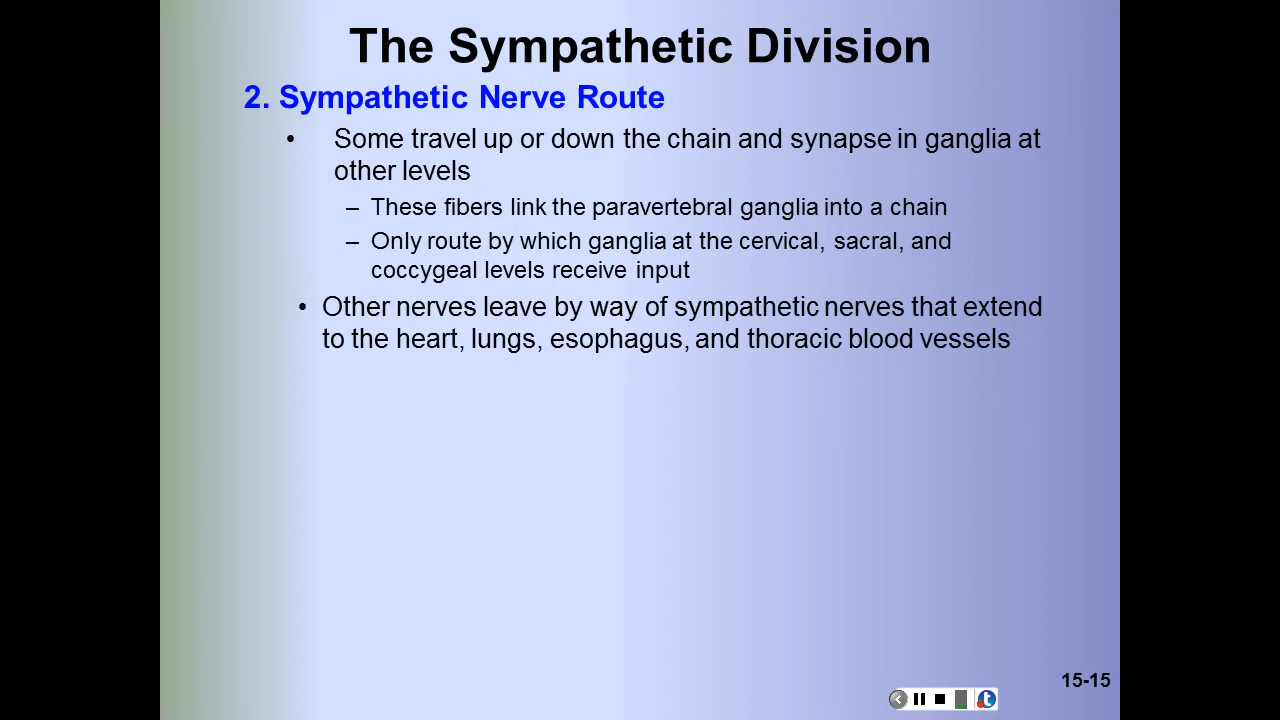 The Sympathetic Division
2. Sympathetic Nerve Route
• Some travel up or down the chain and synapse in ganglia at
other levels
– These fibers link the paravertebral ganglia into a chain
– Only route by which ganglia at the cervical, sacral, and
coccygeal levels receive input
• Other nerves leave by way of sympathetic nerves that extend
to the heart, lungs, esophagus, and thoracic blood vessels
15-15
t